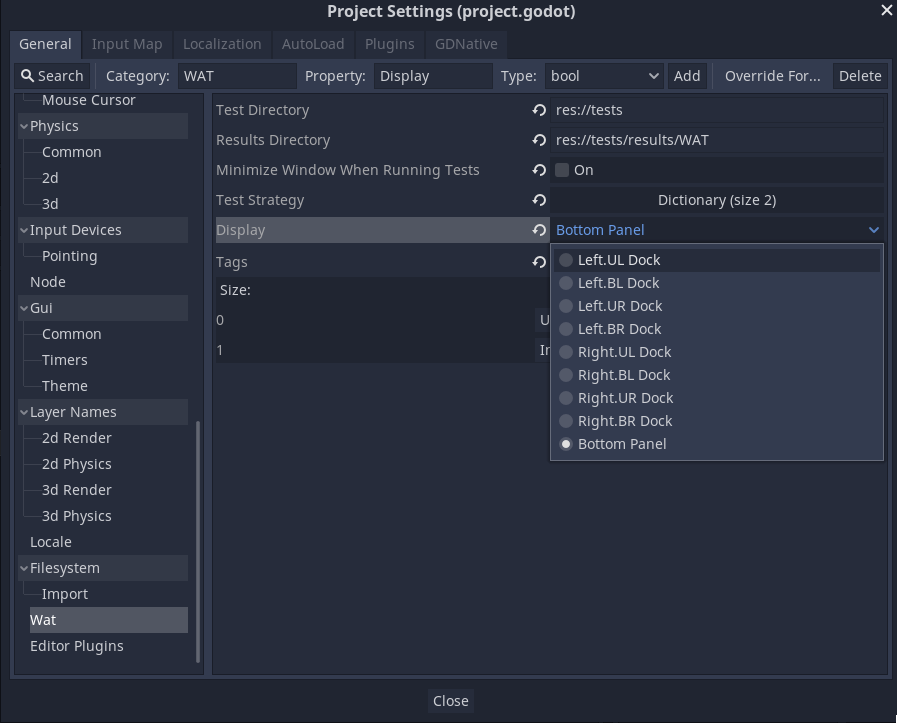 Project Settings (project.godot)
General Input Map Localization AutoLoad Plugins GDNative
Search Category: WAT Property: Display Type: bool Add Override For... Delete
Mouse Cursor
Physics
Common
2d
3d
Input Devices
Pointing
Node
Gui
Common
Timers
Theme
Layer Names
2d Render
2d Physics
3d Render
3d Physics
Locale
Filesystem
Import
Wat
Editor Plugins
Test Directory res://tests
Results Directory res://tests/results/WAT
Minimize Window When Running Tests On
Test Strategy Dictionary (size 2)
Display Bottom Panel
Tags
Size:
0
1
Left.UL Dock
Left.BL Dock
Left.UR Dock
Left.BR Dock
Right.UL Dock
Right.BL Dock
Right.UR Dock
Right.BR Dock
Bottom Panel
Close